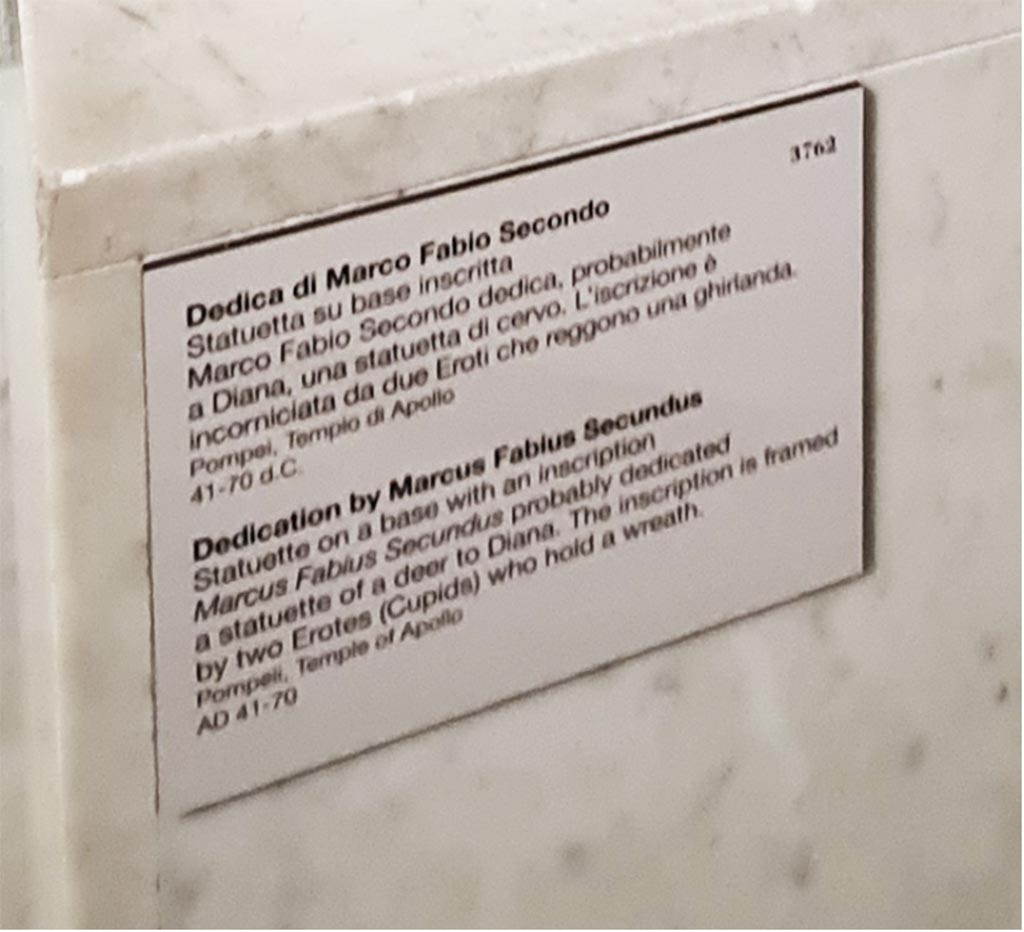 3762
Dedica di Marco Fabio Secondo
Statuetta su base inscritta
Marco Fabio Secondo dedica, probabilmente
a Diana, una statuetta di cervo. L'iscrizione è
incorniciata da due Eroti che reggono una ghirlanda.
Pompei, Tempio di Apollo
41-70 d.C.
Dedication by Marcus Fabius Secundus
Statuette on a base with an inscription
Marcus Fabius Secundus probably dedicated
a statuette of a deer to Diana. The inscription is framed
by two Erotes (Cupids) who hold a wreath.
Pompeii, Temple of Apollo
AD 41-70